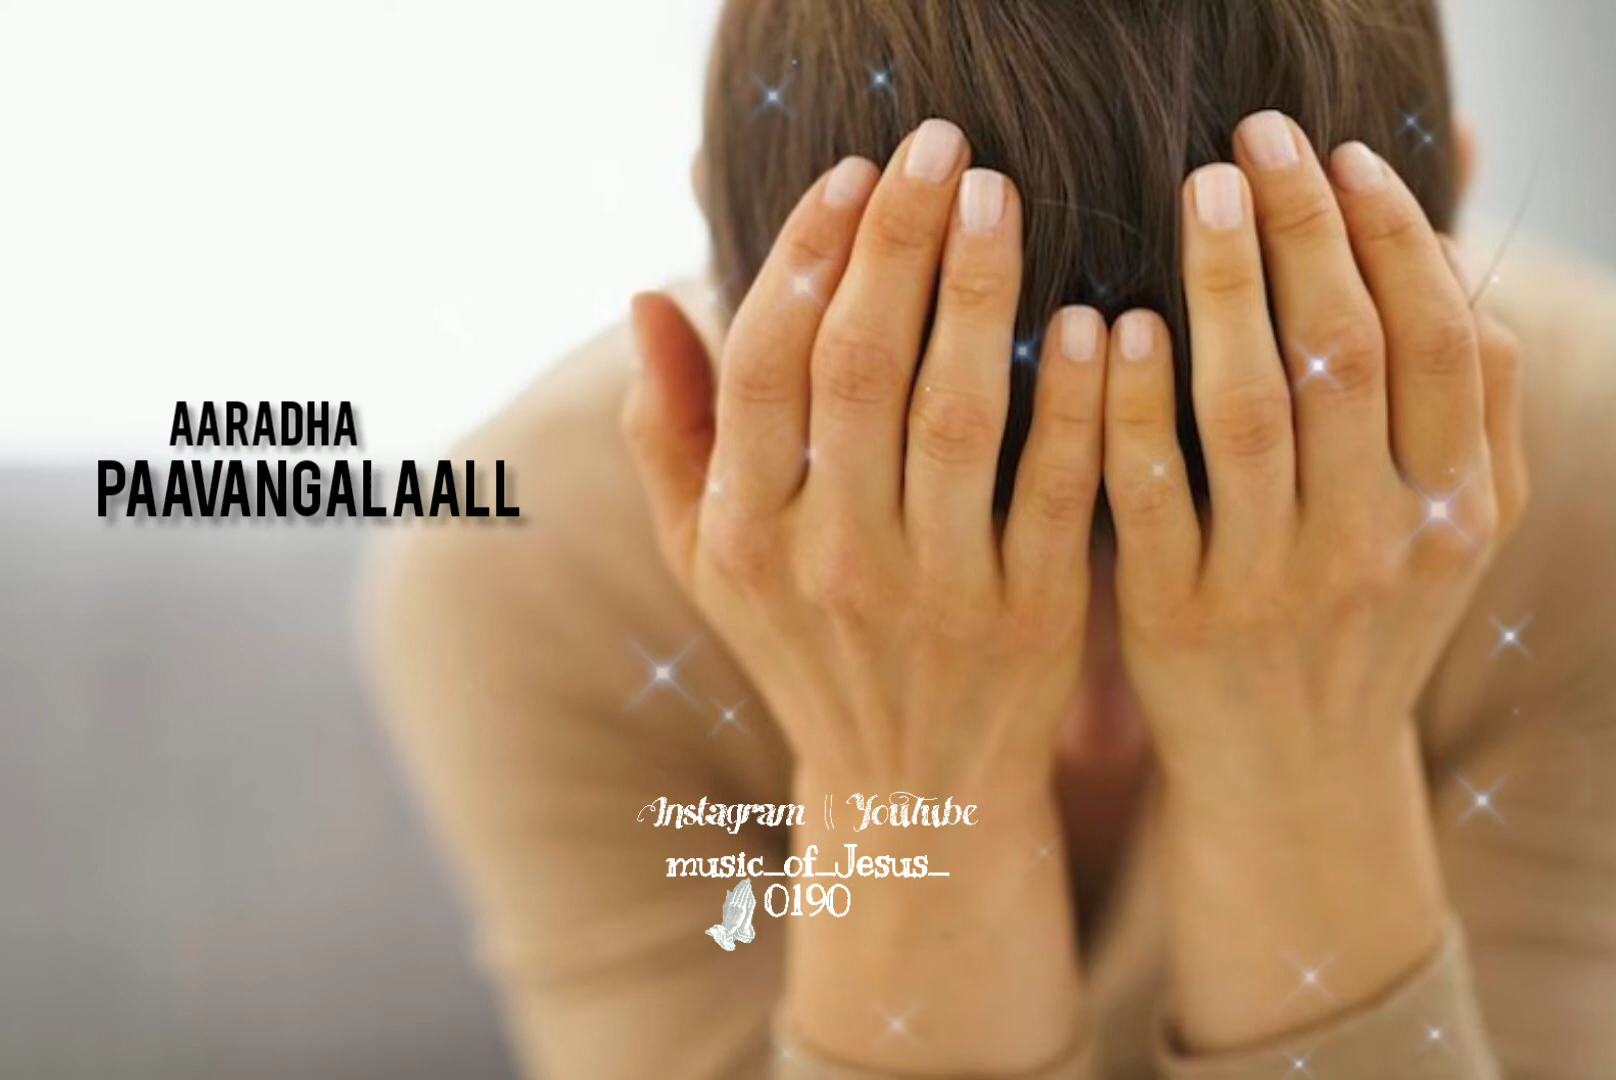 AARADHA
PAAVANGALAALL
Instagram || YouTube
music_of_Jesus_
0190